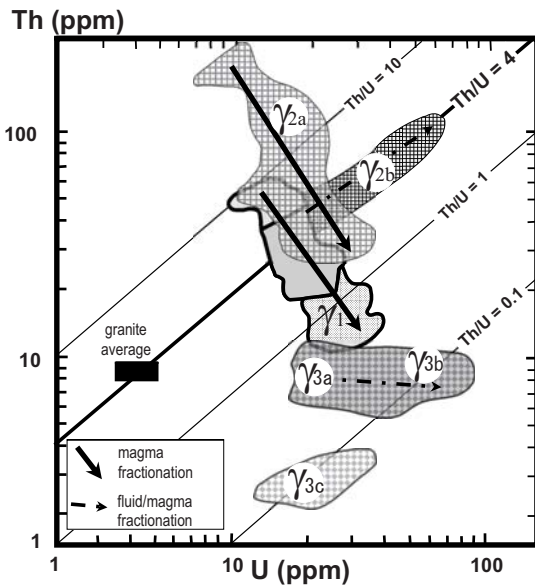 Th (ppm)
Th/U = 10
Th/U = 4
100
γ2a
γ2b
Th/U = 1
γ1
Th/U = 0.1
granite
average
10
γ3a
γ3b
magma
fractionation
fluid/magma
fractionation
γ3c
1
1
10
100
U (ppm)